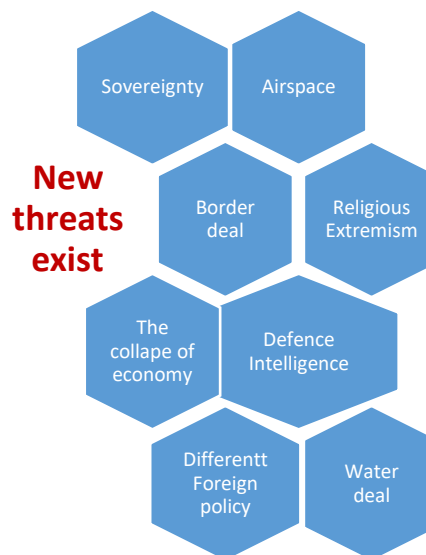 Sovereignty
Airspace
New
threats
exist
Border
deal
Religious
Extremism
The
collape of
economy
Defence
Intelligence
Differentt
Foreign
policy
Water
deal